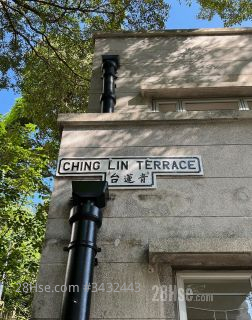 CHING LIN TERRACE
台蓮青
28Hse.com #3432443
28Hse.com